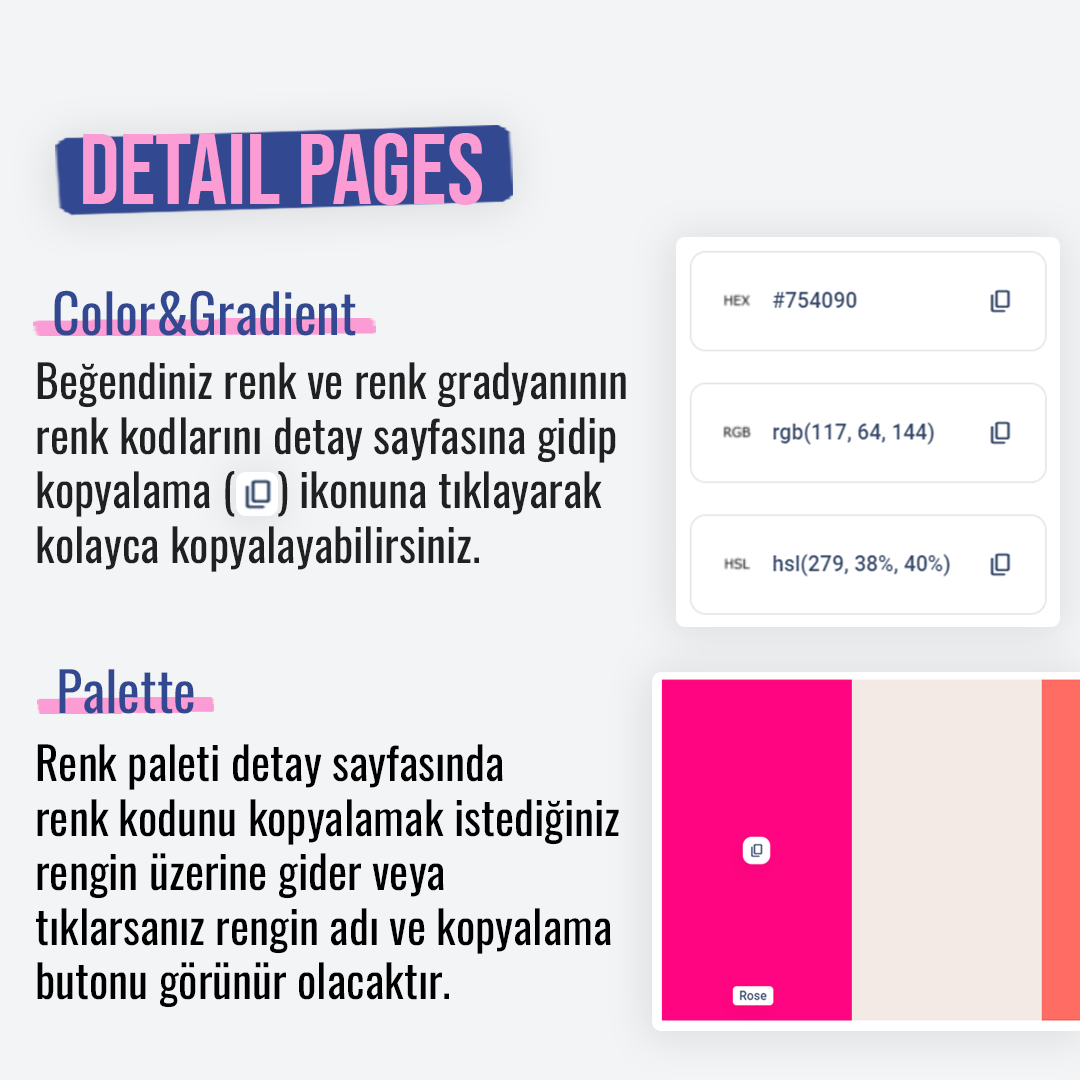 DETAIL PAGES
Color&Gradient
Beğendiniz renk ve renk gradyanının
renk kodlarını detay sayfasına gidip
kopyalama ( ) ikonuna tıklayarak
kolayca kopyalayabilirsiniz.
HEX #754090
RGB rgb(117, 64, 144)
HSL hsl(279, 38%, 40%)
Palette
Renk paleti detay sayfasında
renk kodunu kopyalamak istediğiniz
rengin üzerine gider veya
tıklarsanız rengin adı ve kopyalama
butonu görünür olacaktır.
Rose